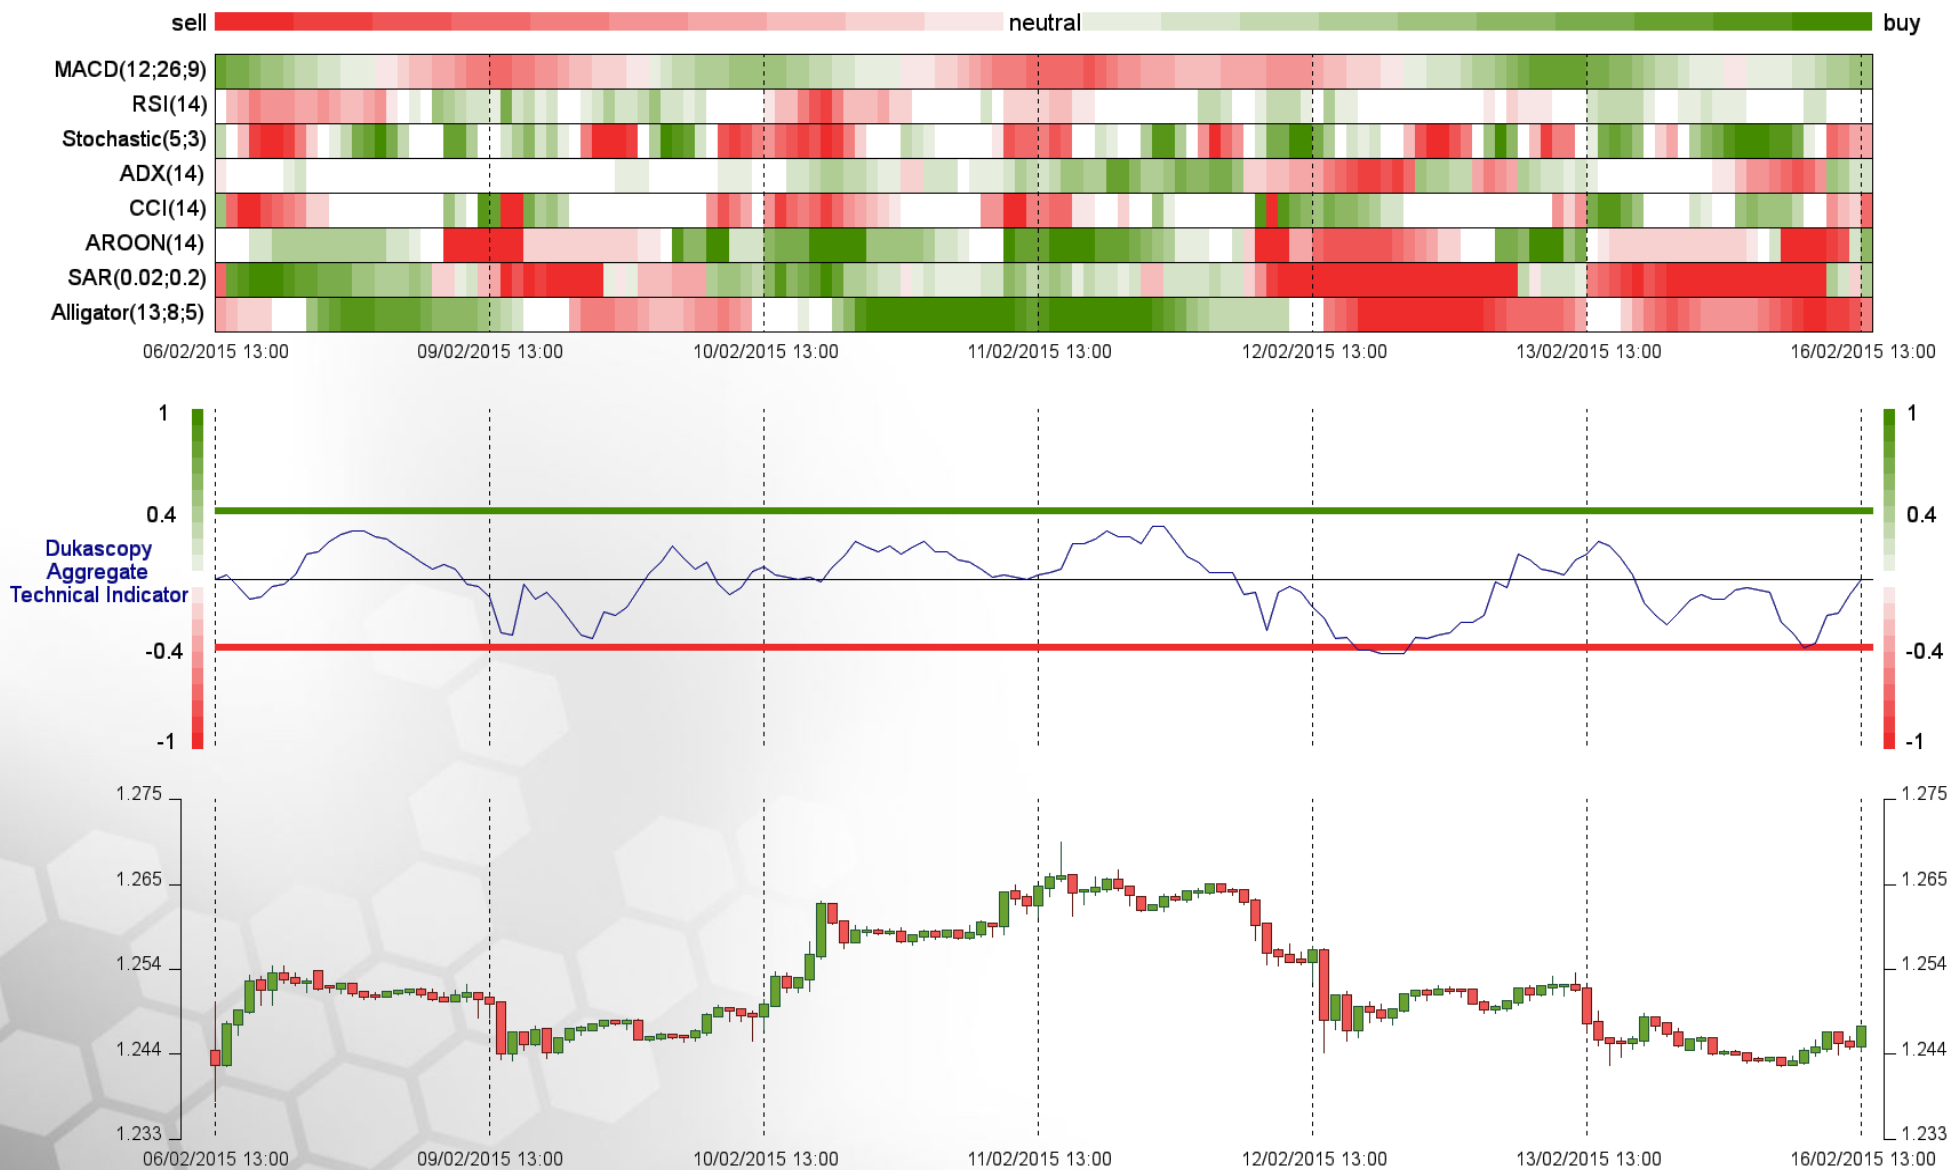 sell neutral buy
MACD(12;26;9)
RSI(14)
Stochastic(5;3)
ADX(14)
CCI(14)
AROON(14)
SAR(0.02;0.2)
Alligator(13;8;5)
06/02/2015 13:00 09/02/2015 13:00 10/02/2015 13:00 11/02/2015 13:00 12/02/2015 13:00 13/02/2015 13:00 16/02/2015 13:00
1 1
0.4 0.4
Dukascopy
Aggregate
Technical Indicator
-0.4 -0.4
-1 -1
1.275 1.275
1.265 1.265
1.254 1.254
1.244 1.244
1.233 1.233
06/02/2015 13:00 09/02/2015 13:00 10/02/2015 13:00 11/02/2015 13:00 12/02/2015 13:00 13/02/2015 13:00 16/02/2015 13:00